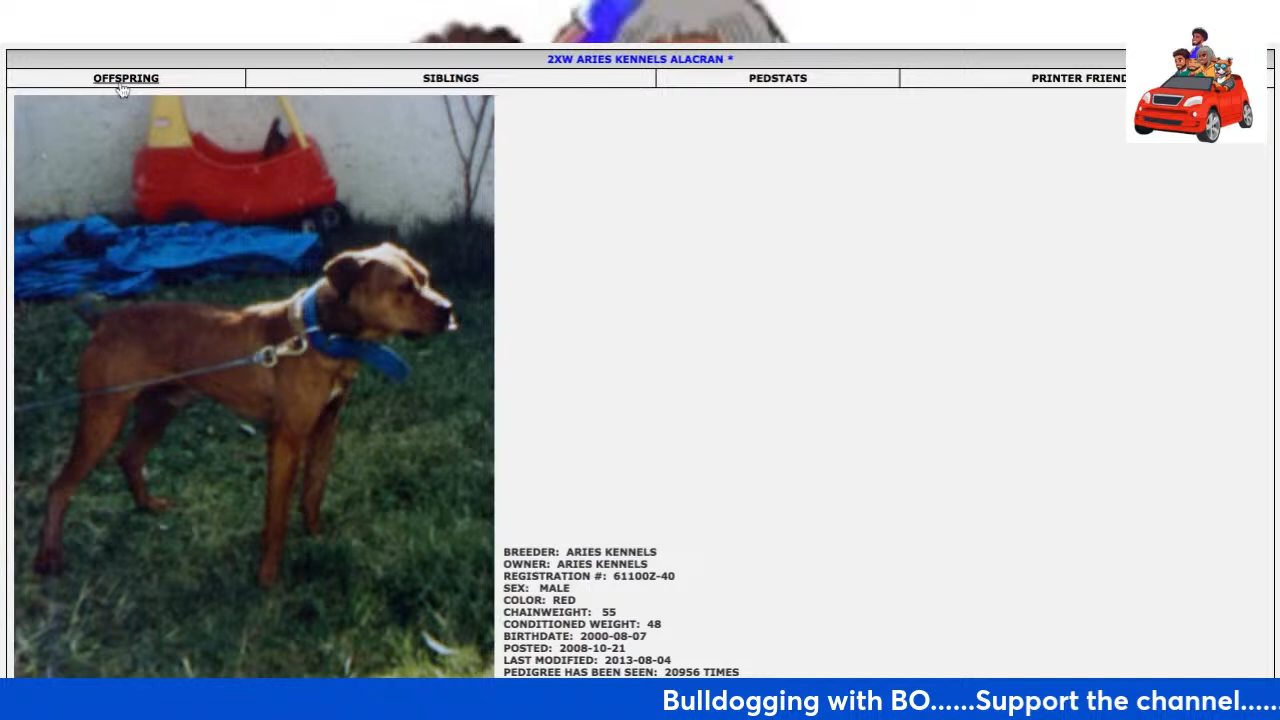 2XW ARIES KENNELS ALACRAN *
OFFSPRING SIBLINGS PEDSTATS PRINTER FRIEND
BREEDER: ARIES KENNELS
OWNER: ARIES KENNELS
REGISTRATION #: 61100Z-40
SEX: MALE
COLOR: RED
CHAINWEIGHT: 55
CONDITIONED WEIGHT: 48
BIRTHDATE: 2000-08-07
POSTED: 2008-10-21
LAST MODIFIED: 2013-08-04
PEDIGREE HAS BEEN SEEN: 20956 TIMES
Bulldogging with BO......Support the channel.....